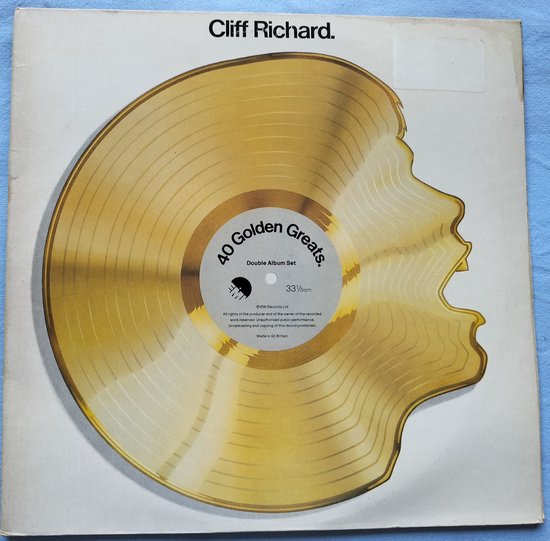 Cliff Richard.
40 Golden Greats.
Double Album Set
33⅓rpm
℗ EMI Records Ltd
All rights of the producer and of the owner of the recorded
work reserved. Unauthorised public performance,
broadcasting and copying of this record prohibited.
Made in Gt. Britain